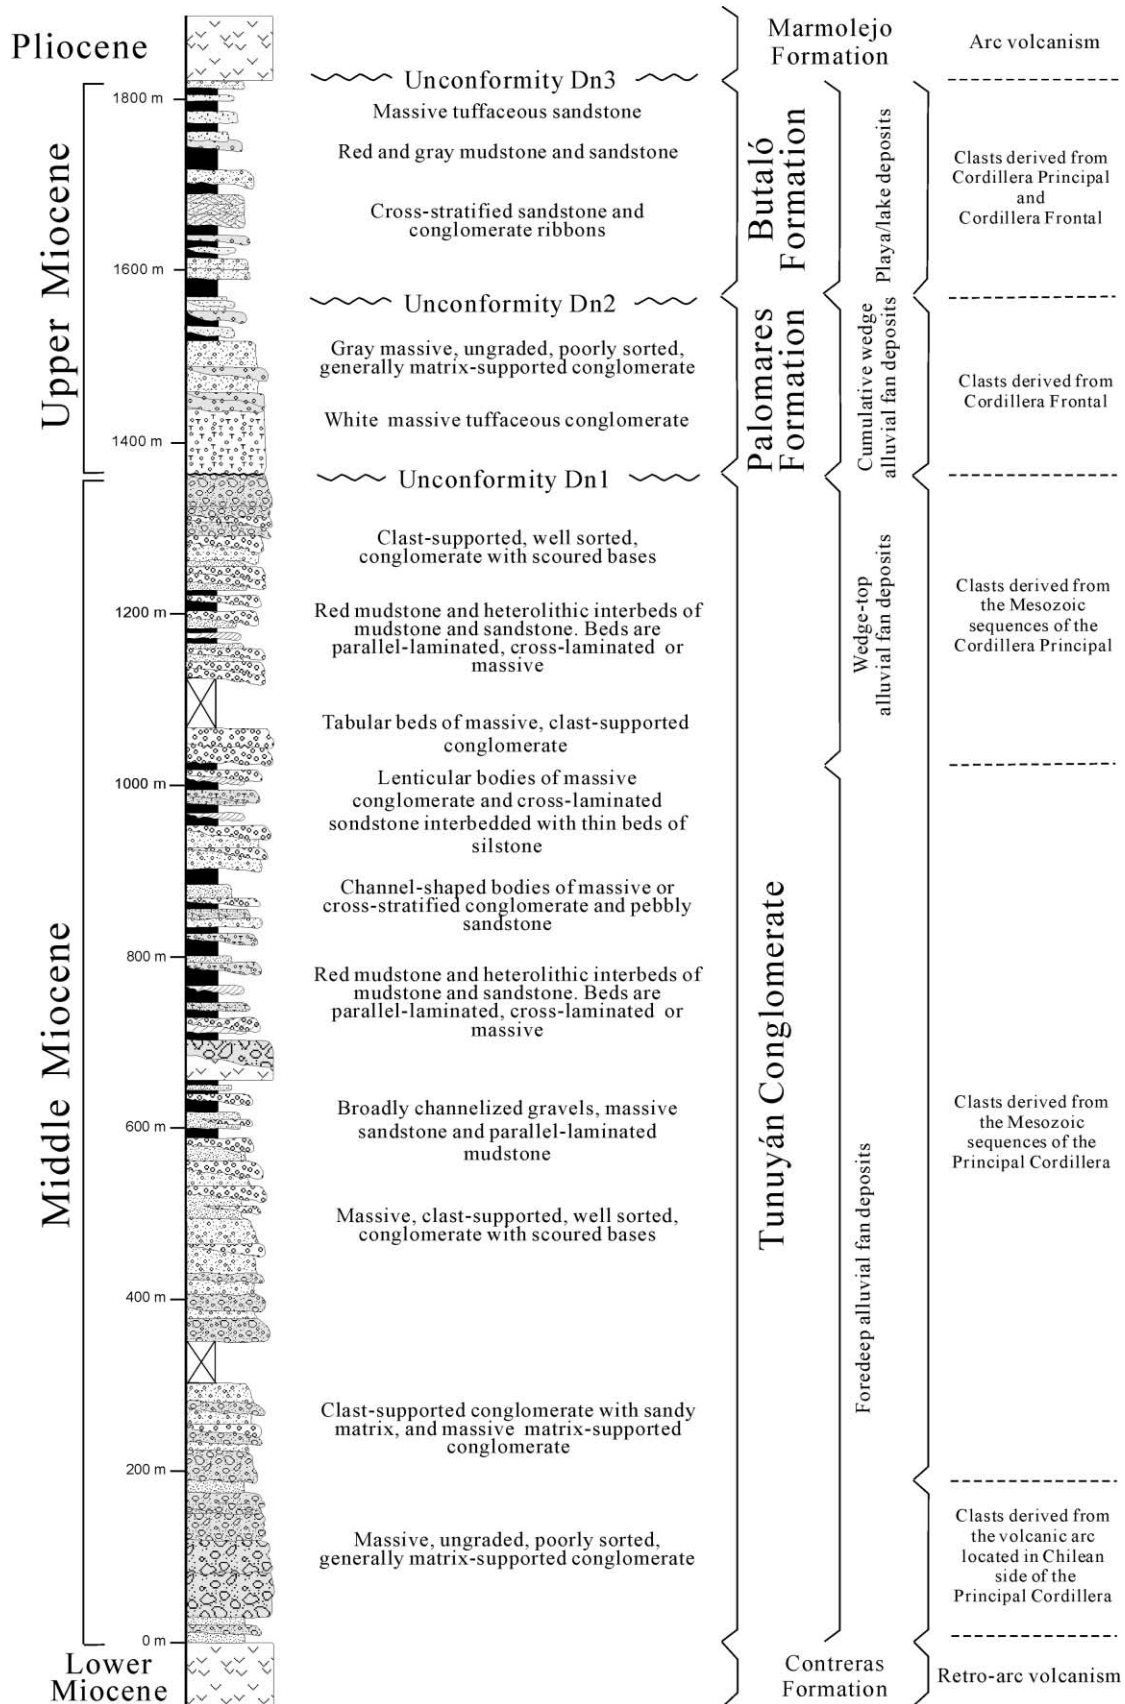 Pliocene
Upper Miocene
Middle Miocene
Lower
Miocene
1800 m
1600 m
1400 m
1200 m
1000 m
800 m
600 m
400 m
200 m
0 m
Unconformity Dn3
Massive tuffaceous sandstone
Red and gray mudstone and sandstone
Cross-stratified sandstone and
conglomerate ribbons
Unconformity Dn2
Gray massive, ungraded, poorly sorted,
generally matrix-supported conglomerate
White massive tuffaceous conglomerate
Unconformity Dn1
Clast-supported, well sorted,
conglomerate with scoured bases
Red mudstone and heterolithic interbeds of
mudstone and sandstone. Beds are
parallel-laminated, cross-laminated or
massive
Tabular beds of massive, clast-supported
conglomerate
Lenticular bodies of massive
conglomerate and cross-laminated
sondstone interbedded with thin beds of
silstone
Channel-shaped bodies of massive or
cross-stratified conglomerate and pebbly
sandstone
Red mudstone and heterolithic interbeds of
mudstone and sandstone. Beds are
parallel-laminated, cross-laminated or
massive
Broadly channelized gravels, massive
sandstone and parallel-laminated
mudstone
Massive, clast-supported, well sorted,
conglomerate with scoured bases
Clast-supported conglomerate with sandy
matrix, and massive matrix-supported
conglomerate
Massive, ungraded, poorly sorted,
generally matrix-supported conglomerate
Marmolejo
Formation
Butaló
Formation
Palomares
Formation
Tunuyán Conglomerate
Contreras
Formation
Playa/lake deposits
Cumulative wedge
alluvial fan deposits
Wedge-top
alluvial fan deposits
Foredeep alluvial fan deposits
Arc volcanism
Clasts derived from
Cordillera Principal
and
Cordillera Frontal
Clasts derived from
Cordillera Frontal
Clasts derived from
the Mesozoic
sequences of the
Cordillera Principal
Clasts derived from
the Mesozoic
sequences of the
Principal Cordillera
Clasts derived from
the volcanic arc
located in Chilean
side of the
Principal Cordillera
Retro-arc volcanism